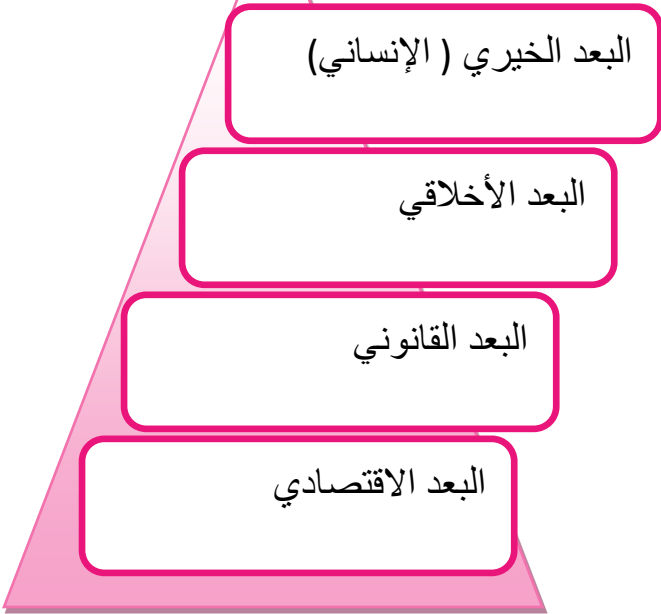 البعد الخيري ( الإنساني)
البعد الأخلاقي
البعد القانوني
البعد الاقتصادي